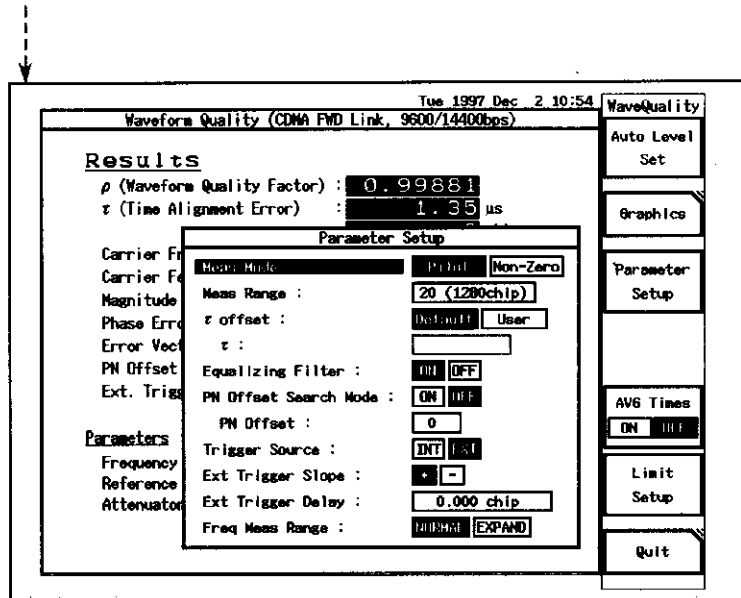 Tue 1997 Dec 2 10:54
Waveform Quality (CDMA FWD Link, 9600/14400bps)
Results
ρ (Waveform Quality Factor) : 0.99881
τ (Time Alignment Error) : 1.35 μs
Carrier Fr
Carrier Fe
Magnitude
Phase Erro
Error Vect
PN Offset
Ext. Trigg
Parameters
Frequency
Reference
Attenuator
Parameter Setup
Meas Mode Pilot Non-Zero
Meas Range : 20 (1280chip)
τ offset : Default User
τ :
Equalizing Filter : ON OFF
PN Offset Search Mode : ON OFF
PN Offset : 0
Trigger Source : INT EXT
Ext Trigger Slope : + -
Ext Trigger Delay : 0.000 chip
Freq Meas Range : NORMAL EXPAND
WaveQuality
Auto Level
Set
Graphics
Parameter
Setup
AVG Times
ON OFF
Limit
Setup
Quit